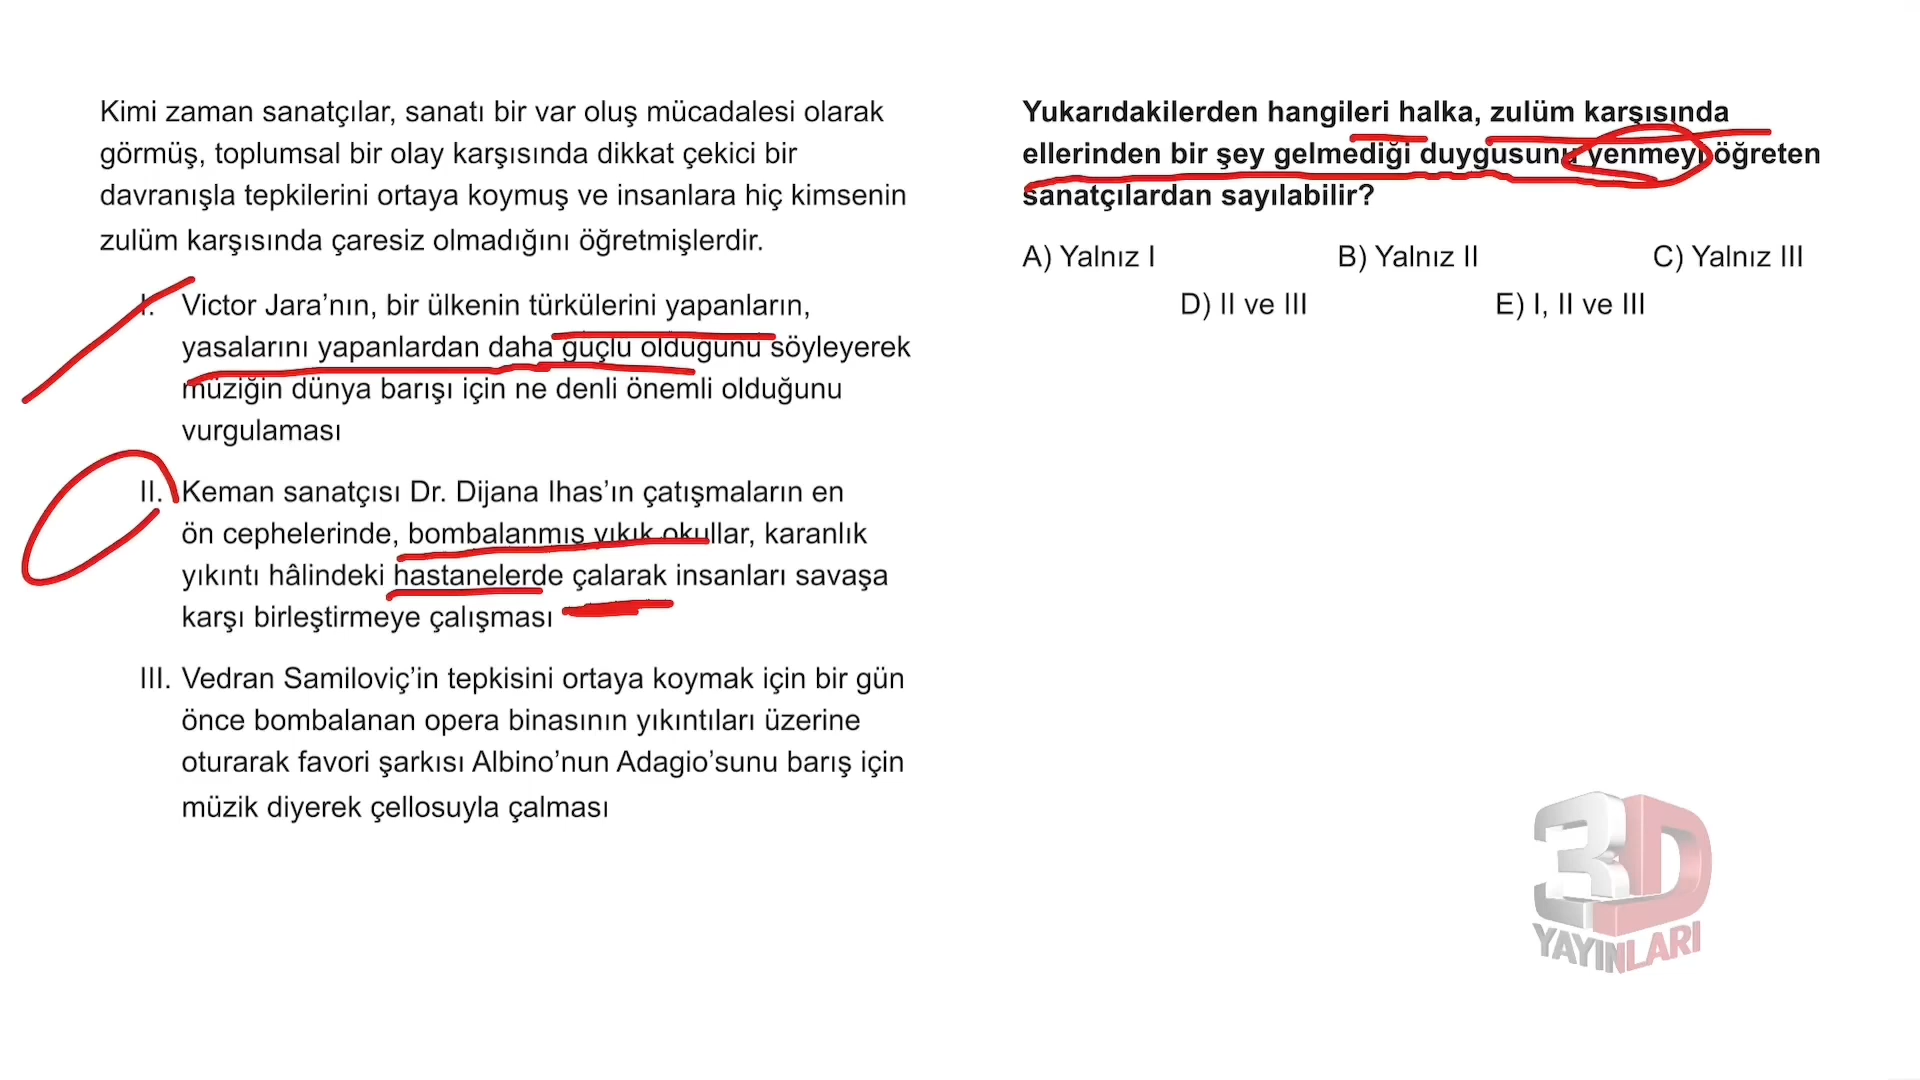 Kimi zaman sanatçılar, sanatı bir var oluş mücadalesi olarak
görmüş, toplumsal bir olay karşısında dikkat çekici bir
davranışla tepkilerini ortaya koymuş ve insanlara hiç kimsenin
zulüm karşısında çaresiz olmadığını öğretmişlerdir.
I. Victor Jara’nın, bir ülkenin türkülerini yapanların,
yasalarını yapanlardan daha güçlü olduğunu söyleyerek
müziğin dünya barışı için ne denli önemli olduğunu
vurgulaması
II. Keman sanatçısı Dr. Dijana Ihas’ın çatışmaların en
ön cephelerinde, bombalanmış yıkık okullar, karanlık
yıkıntı hâlindeki hastanelerde çalarak insanları savaşa
karşı birleştirmeye çalışması
III. Vedran Samiloviç’in tepkisini ortaya koymak için bir gün
önce bombalanan opera binasının yıkıntıları üzerine
oturarak favori şarkısı Albino’nun Adagio’sunu barış için
müzik diyerek çellosuyla çalması
Yukarıdakilerden hangileri halka, zulüm karşısında
ellerinden bir şey gelmediği duygusunu yenmeyi öğreten
sanatçılardan sayılabilir?
A) Yalnız I B) Yalnız II C) Yalnız III
D) II ve III E) I, II ve III
3D
YAYINLARI